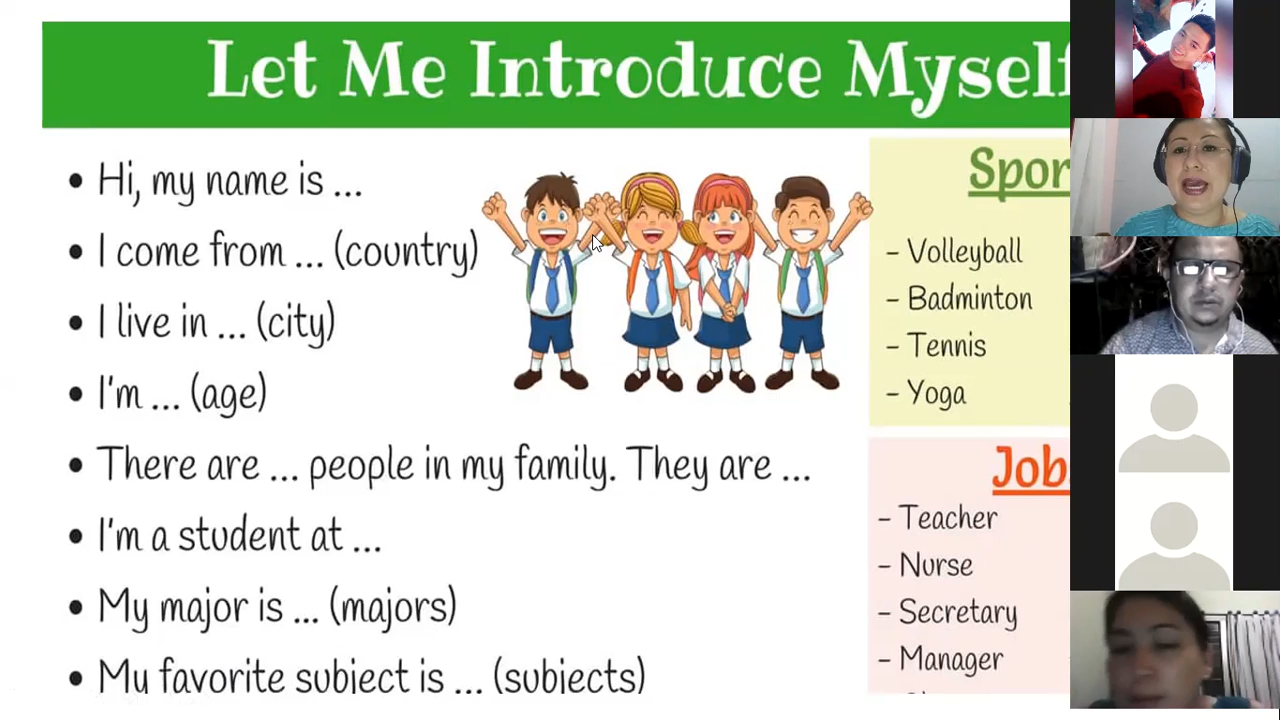 Let Me Introduce Myself
• Hi, my name is ...
• I come from ... (country)
• I live in ... (city)
• I'm ... (age)
• There are ... people in my family. They are ...
• I'm a student at ...
• My major is ... (majors)
• My favorite subject is ... (subjects)
Spor
- Volleyball
- Badminton
- Tennis
- Yoga
Job
- Teacher
- Nurse
- Secretary
- Manager